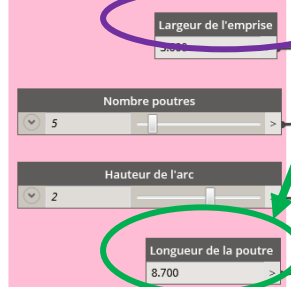 Largeur de l'emprise
Nombre poutres
5
>
Hauteur de l'arc
2
>
Longueur de la poutre
8.700
>